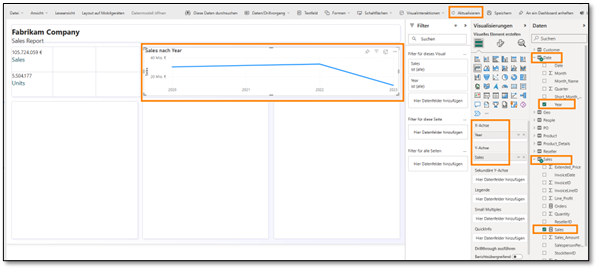 Datei
Ansicht
Leseansicht
Layout auf Mobilgeräten
Datenmodell öffnen
Diese Daten durchsuchen
Daten-/Drilloorgang
Textfeld
Formen
Schaltflächen
Visualinteraktionen
Aktualisieren
Speichern
An ein Dashboard anheften
Fabrikam Company
Sales Report
105.724.059 €
Sales
5.504177
Units
Sales nach Year
40 Mio. €
20 Mio. €
Sales
2020
2021
2022
2023
Filter
Suchen
Filter für dieses Visual
Sales
ist (alle)
Year
ist (alle)
Hier Datenfelder hinzufügen
Filter für diese Seite
Hier Datenfelder hinzufügen
Filter für alle Seiten
Hier Datenfelder hinzufügen
Visualisierungen
Visuelles Element erstellen
X-Achse
Year
Y-Achse
Sales
Sekundäre Y-Achse
Hier Datenfelder hinzufügen
Legende
Hier Datenfelder hinzufügen
Small Multiples
Hier Datenfelder hinzufügen
QuickInfo
Hier Datenfelder hinzufügen
Drillthrough ausführen
Berichtsübergreifend
Daten
Suchen
Customer
Date
Date
Month
Month_Name
Quarter
Short_Month_...
Year
Geo
People
PO
Product
Product_Details
Reseller
Sales
Extended_Price
InvoiceDate
InvoiceID
InvoiceLineID
Line_Profit
Orders
Quantity
ResellerID
Sales
Sales_Amount
SalespersonPer...
StockItemID